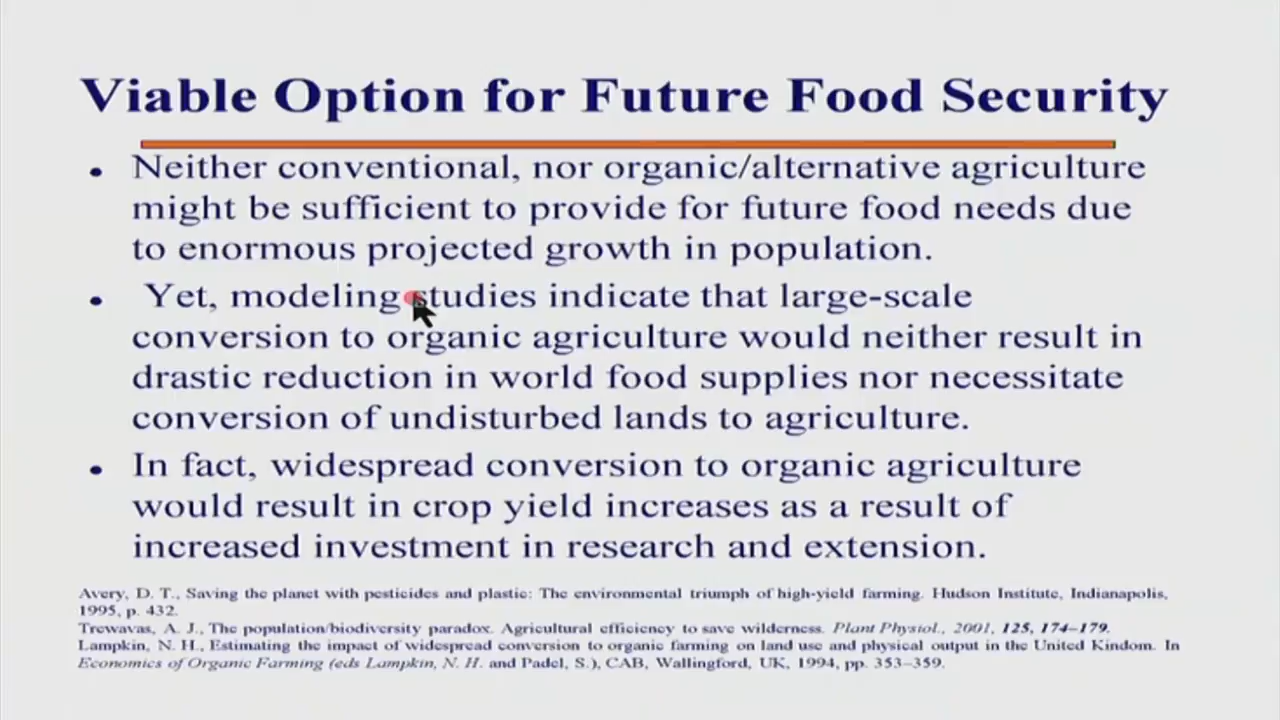 Viable Option for Future Food Security
• Neither conventional, nor organic/alternative agriculture
might be sufficient to provide for future food needs due
to enormous projected growth in population.
• Yet, modeling studies indicate that large-scale
conversion to organic agriculture would neither result in
drastic reduction in world food supplies nor necessitate
conversion of undisturbed lands to agriculture.
• In fact, widespread conversion to organic agriculture
would result in crop yield increases as a result of
increased investment in research and extension.
Avery, D. T., Saving the planet with pesticides and plastic: The environmental triumph of high-yield farming. Hudson Institute, Indianapolis,
1995, p. 432.
Trewavas, A. J., The population/biodiversity paradox. Agricultural efficiency to save wilderness. Plant Physiol., 2001, 125, 174–179.
Lampkin, N. H., Estimating the impact of widespread conversion to organic farming on land use and physical output in the United Kindom. In
Economics of Organic Farming (eds Lampkin, N. H. and Padel, S.), CAB, Wallingford, UK, 1994, pp. 353–359.